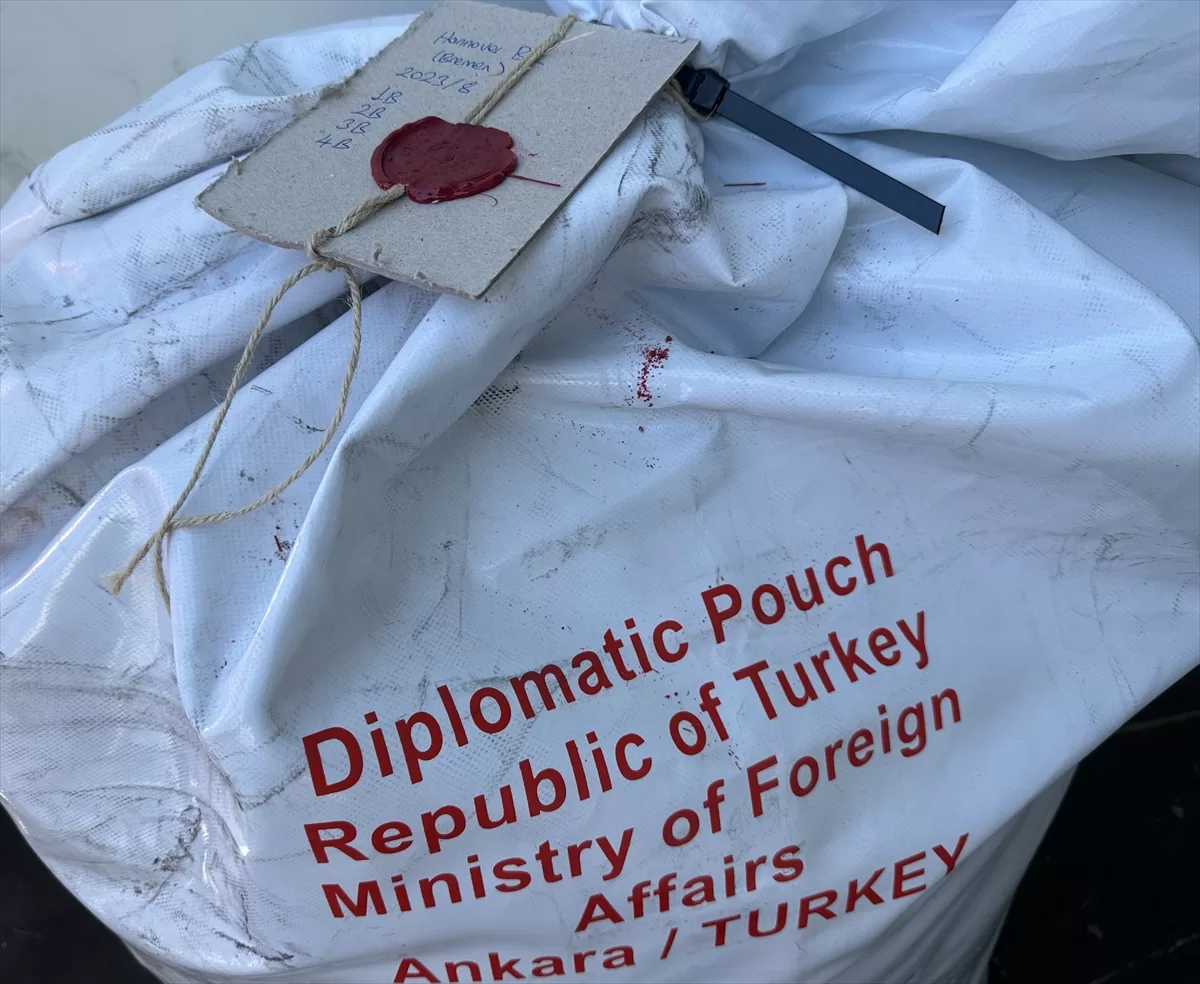 Hannover B
(Bremen)
2023/8
1B
2B
3B
4B
Diplomatic Pouch
Republic of Turkey
Ministry of Foreign
Affairs
Ankara / TURKEY